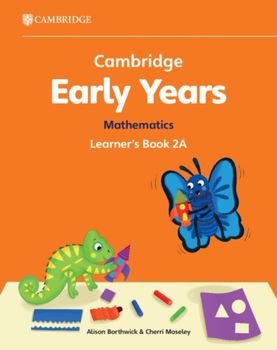 CAMBRIDGE
Cambridge
Early Years
Mathematics
Learner's Book 2A
Alison Borthwick & Cherri Moseley